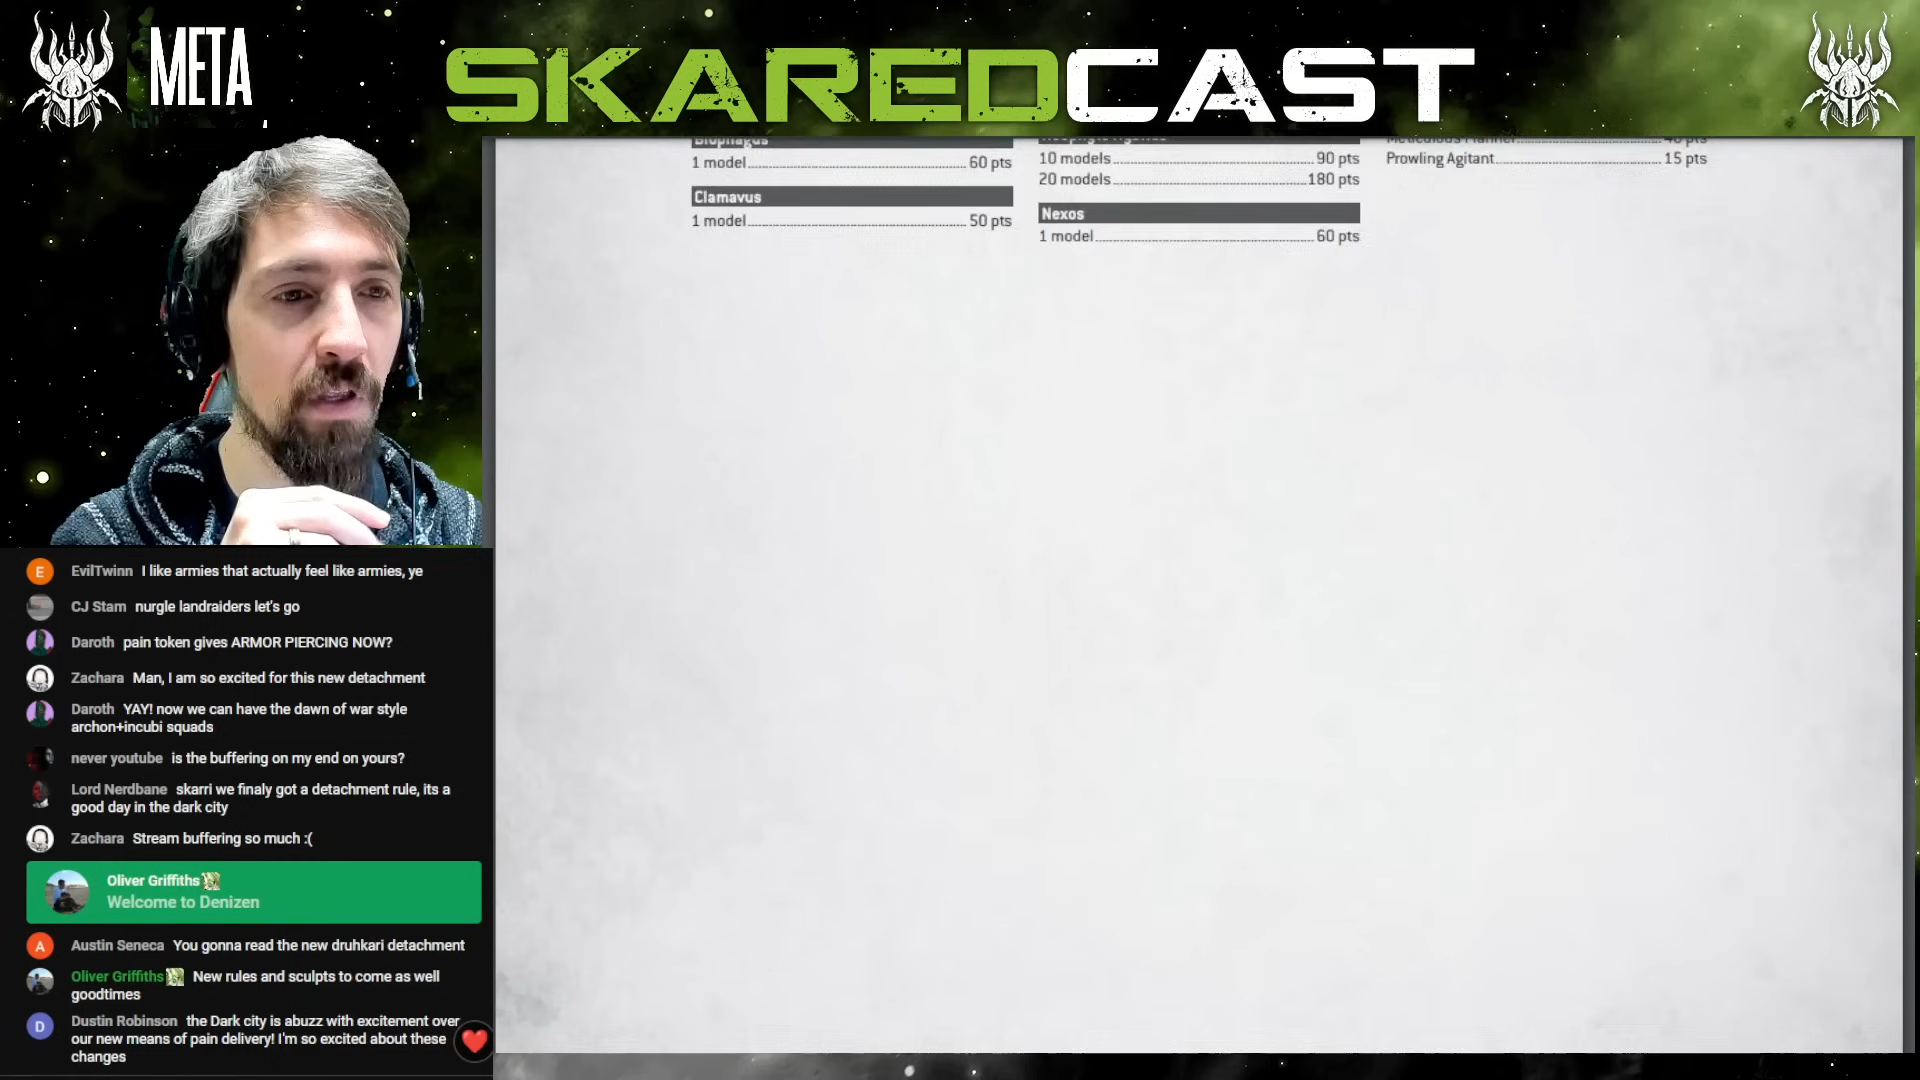 META
SKAREDCAST
Biophagus
1 model 60 pts
Clamavus
1 model 50 pts
10 models 90 pts
20 models 180 pts
Nexos
1 model 60 pts
Meticulous Planner
Prowling Agitant 15 pts
EvilTwinn I like armies that actually feel like armies, ye
CJ Stam nurgle landraiders let's go
Daroth pain token gives ARMOR PIERCING NOW?
Zachara Man, I am so excited for this new detachment
Daroth YAY! now we can have the dawn of war style
archon+incubi squads
never youtube is the buffering on my end on yours?
Lord Nerdbane skarri we finaly got a detachment rule, its a
good day in the dark city
Zachara Stream buffering so much :(
Oliver Griffiths
Welcome to Denizen
A
Austin Seneca You gonna read the new druhkari detachment
Oliver Griffiths New rules and sculpts to come as well
goodtimes
D
Dustin Robinson the Dark city is abuzz with excitement over
our new means of pain delivery! I'm so excited about these
changes
E